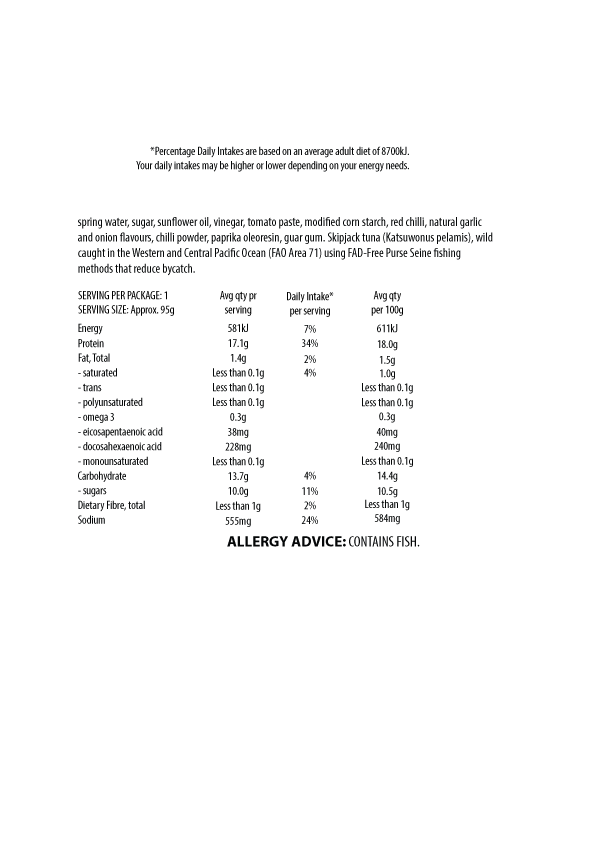 *Percentage Daily Intakes are based on an average adult diet of 8700kJ.
Your daily intakes may be higher or lower depending on your energy needs.
spring water, sugar, sunflower oil, vinegar, tomato paste, modified corn starch, red chilli, natural garlic
and onion flavours, chilli powder, paprika oleoresin, guar gum. Skipjack tuna (Katsuwonus pelamis), wild
caught in the Western and Central Pacific Ocean (FAO Area 71) using FAD-Free Purse Seine fishing
methods that reduce bycatch.
SERVING PER PACKAGE: 1 Avg qty pr Daily Intake* Avg qty
SERVING SIZE: Approx. 95g serving per serving per 100g
Energy 581kJ 7% 611kJ
Protein 17.1g 34% 18.0g
Fat, Total 1.4g 2% 1.5g
- saturated Less than 0.1g 4% 1.0g
- trans Less than 0.1g Less than 0.1g
- polyunsaturated Less than 0.1g Less than 0.1g
- omega 3 0.3g 0.3g
- eicosapentaenoic acid 38mg 40mg
- docosahexaenoic acid 228mg 240mg
- monounsaturated Less than 0.1g Less than 0.1g
Carbohydrate 13.7g 4% 14.4g
- sugars 10.0g 11% 10.5g
Dietary Fibre, total Less than 1g 2% Less than 1g
Sodium 555mg 24% 584mg
ALLERGY ADVICE: CONTAINS FISH.